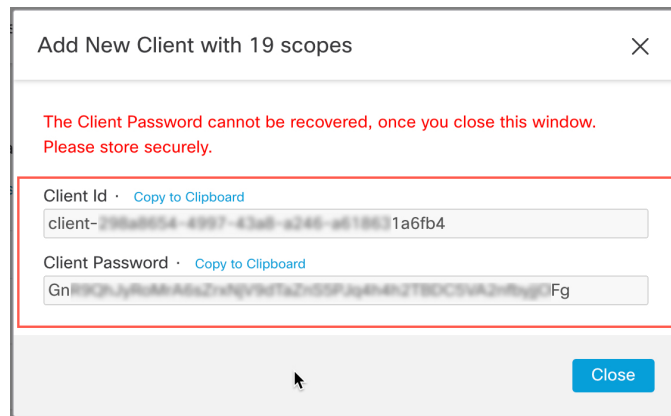 Add New Client with 19 scopes
The Client Password cannot be recovered, once you close this window.
Please store securely.
Client Id · Copy to Clipboard
client- 1a6fb4
Client Password · Copy to Clipboard
Gn Fg
Close